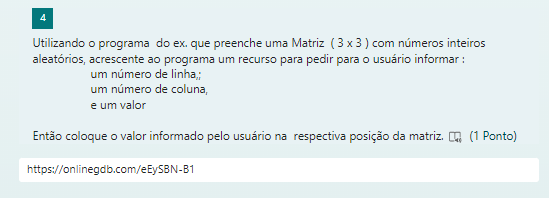 4
Utilizando o programa do ex. que preenche uma Matriz ( 3 x 3 ) com números inteiros
aleatórios, acrescente ao programa um recurso para pedir para o usuário informar :
um número de linha,;
um número de coluna,
e um valor
Então coloque o valor informado pelo usuário na respectiva posição da matriz. (1 Ponto)
https://onlinegdb.com/eEySBN-B1